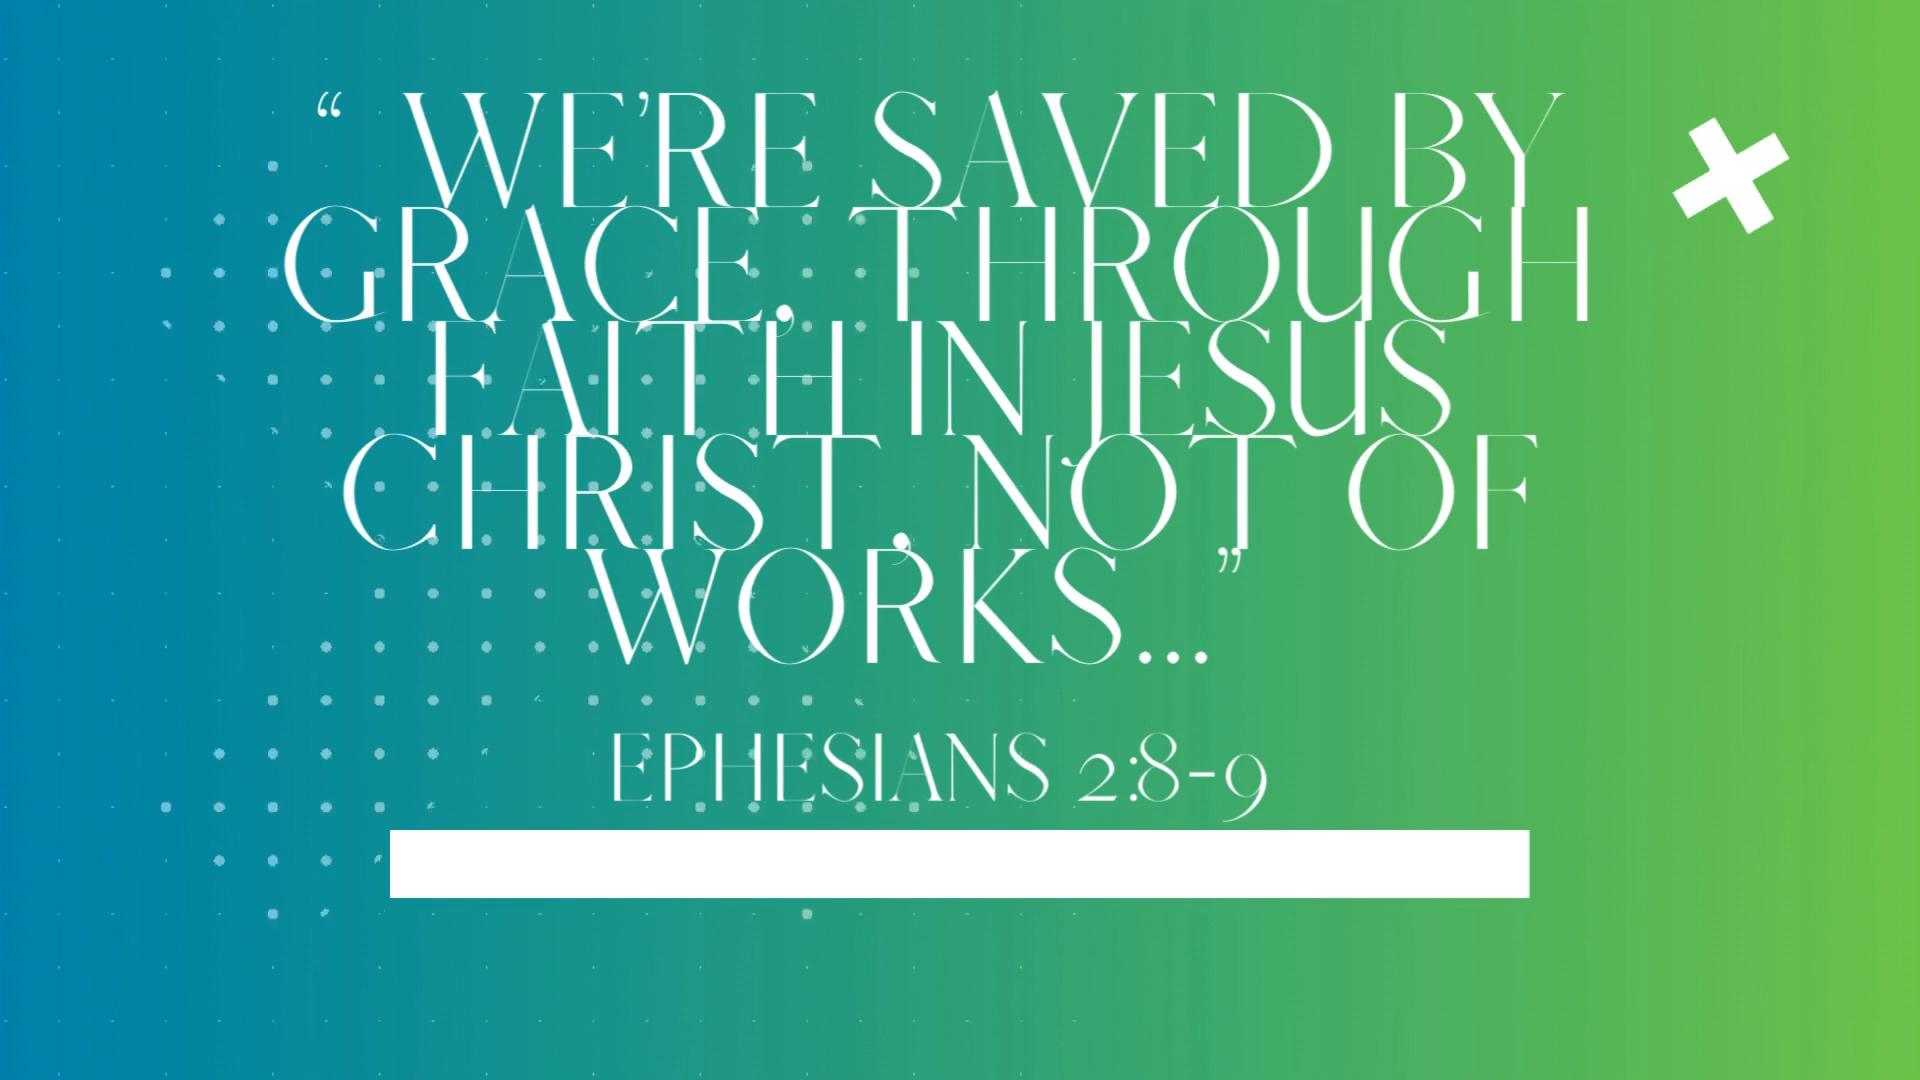 “ WE’RE SAVED BY
GRACE, THROUGH
FAITH IN JESUS
CHRIST, NOT OF
WORKS...”
EPHESIANS 2:8-9